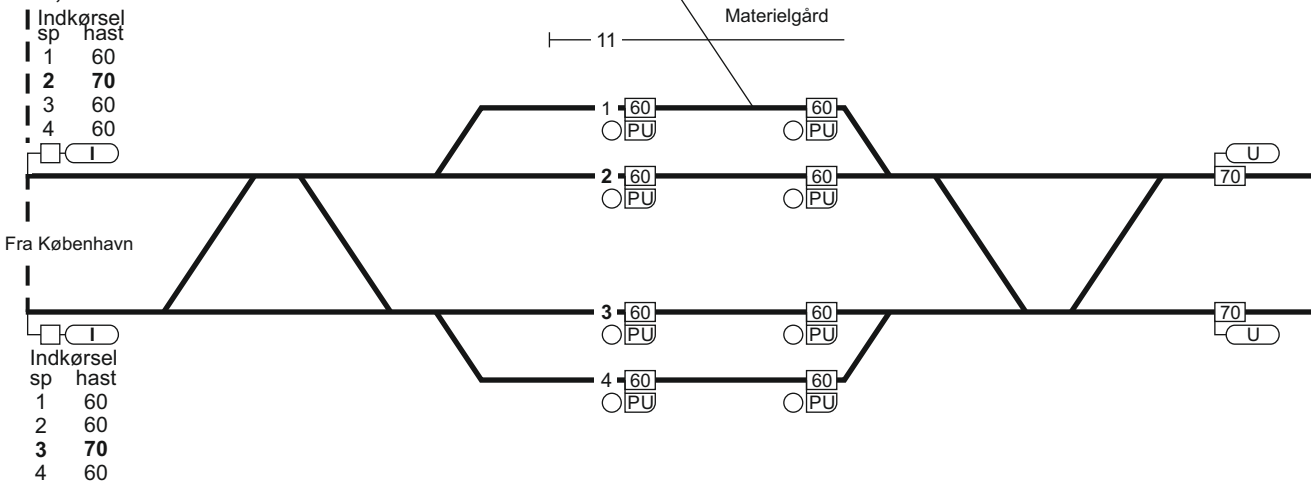 Indkørsel
sp hast
1 60
2 70
3 60
4 60
I
Materielgård
11
1 60 60
PU PU
U
2 60 60 70
PU PU
Fra København
3 60 60 70
I PU PU U
Indkørsel
sp hast
4 60 60
1 60
PU PU
2 60
3 70
4 60